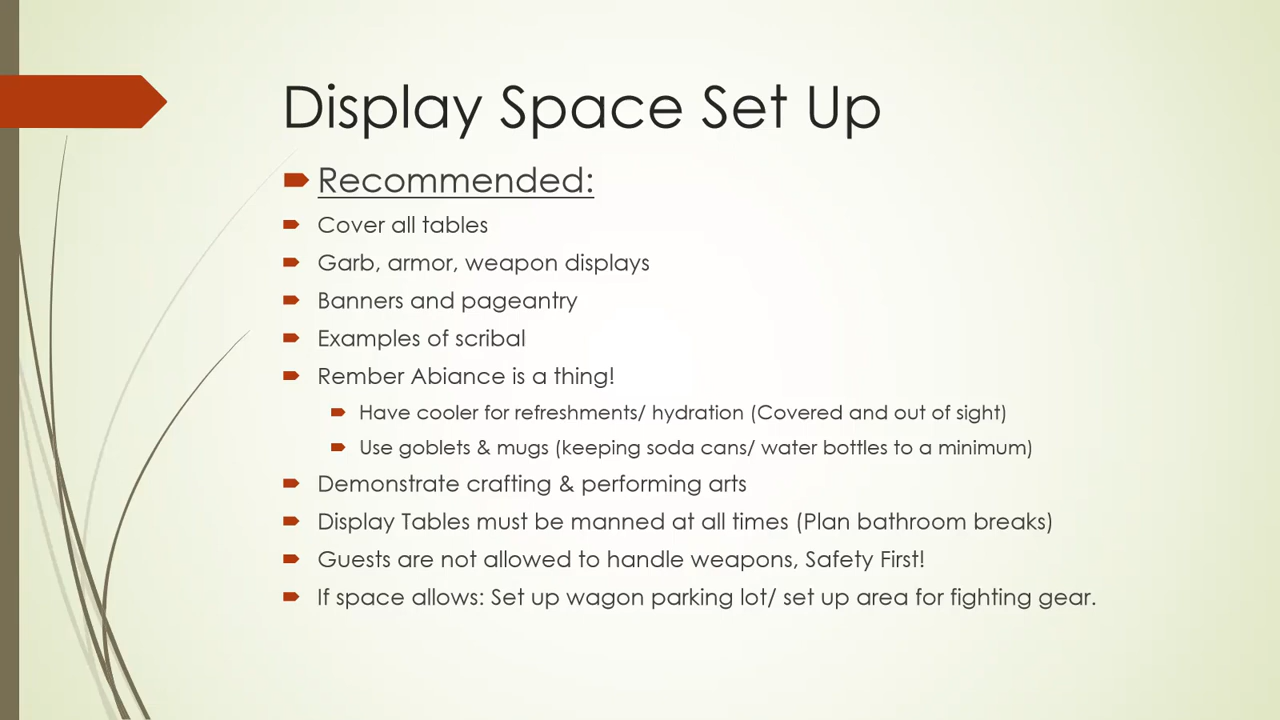 Display Space Set Up
Recommended:
Cover all tables
Garb, armor, weapon displays
Banners and pageantry
Examples of scribal
Rember Abiance is a thing!
Have cooler for refreshments/ hydration (Covered and out of sight)
Use goblets & mugs (keeping soda cans/ water bottles to a minimum)
Demonstrate crafting & performing arts
Display Tables must be manned at all times (Plan bathroom breaks)
Guests are not allowed to handle weapons, Safety First!
If space allows: Set up wagon parking lot/ set up area for fighting gear.